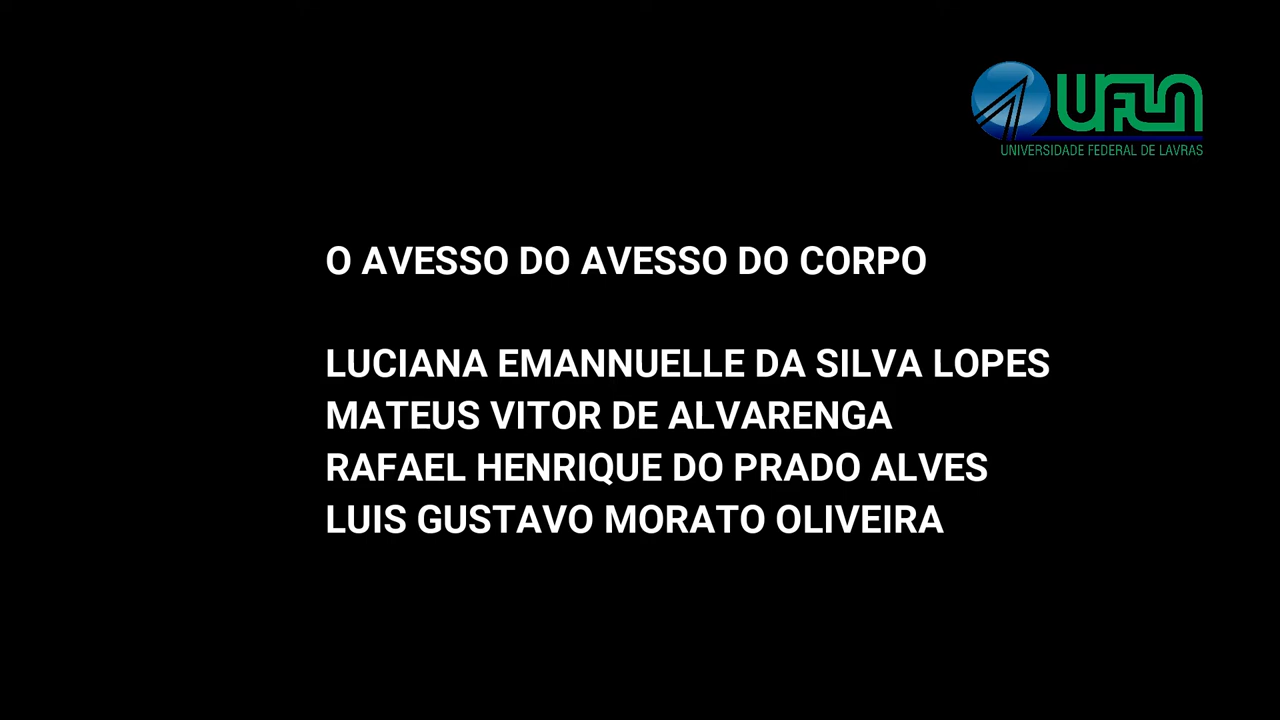 UFLA
UNIVERSIDADE FEDERAL DE LAVRAS
O AVESSO DO AVESSO DO CORPO
LUCIANA EMANNUELLE DA SILVA LOPES
MATEUS VITOR DE ALVARENGA
RAFAEL HENRIQUE DO PRADO ALVES
LUIS GUSTAVO MORATO OLIVEIRA